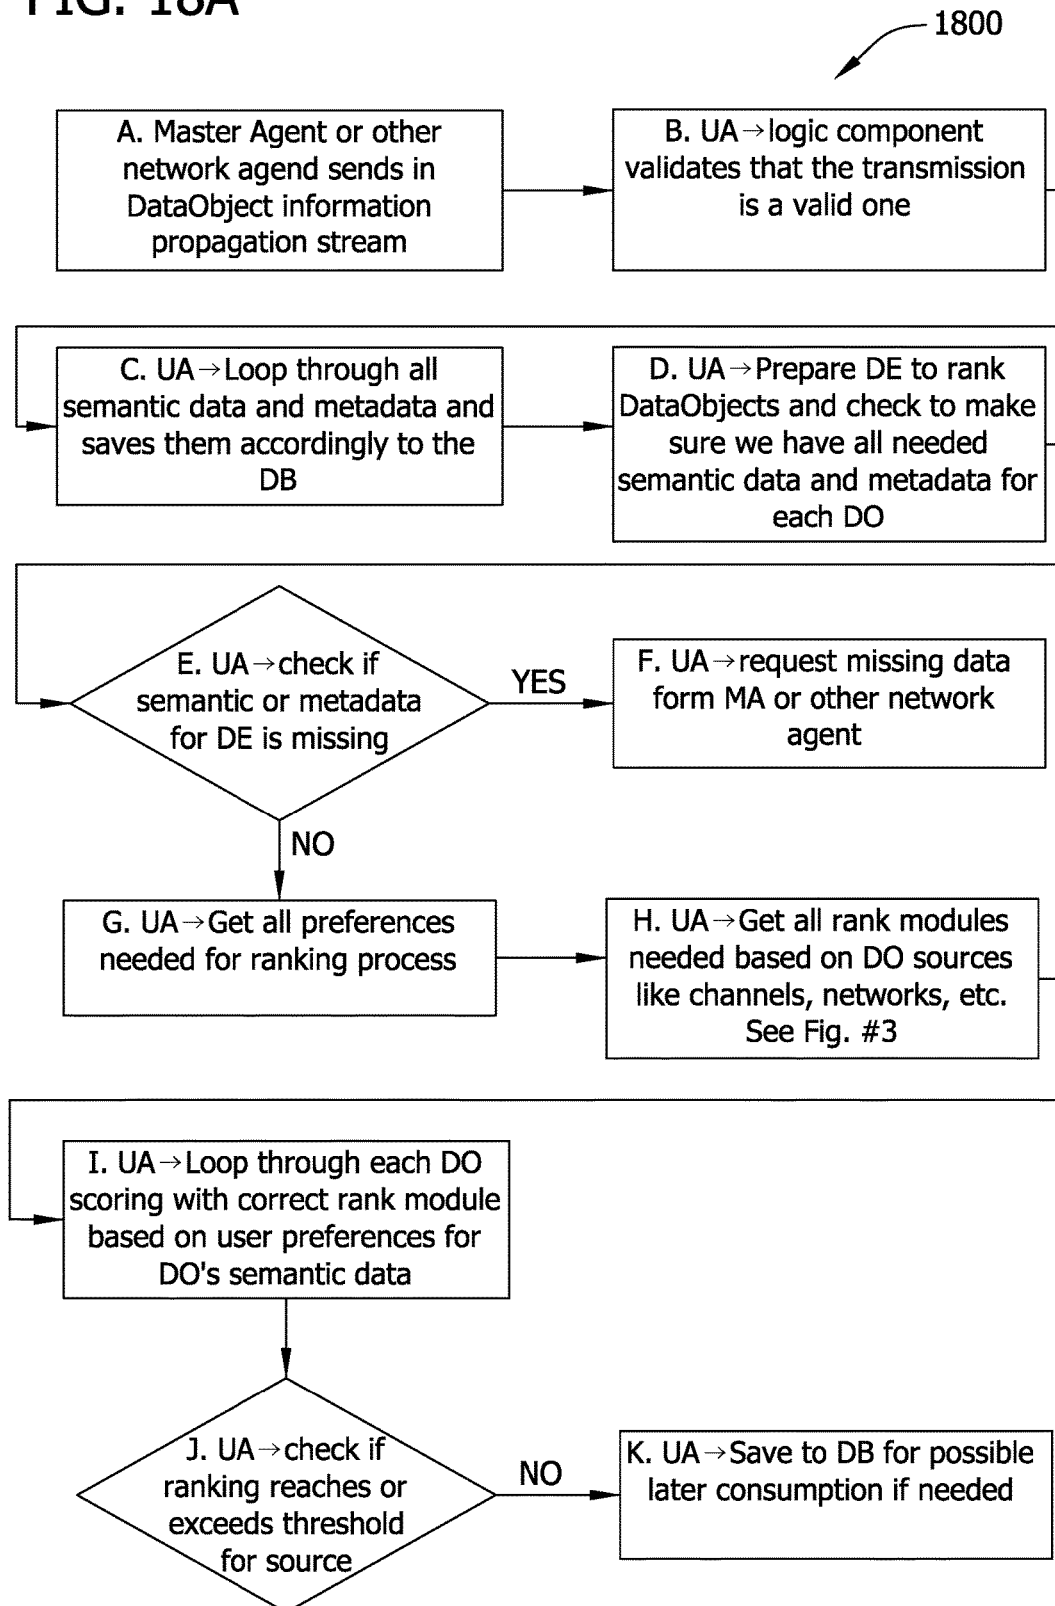 FIG. 18A
1800
A. Master Agent or other
network agend sends in
DataObject information
propagation stream
B. UA→logic component
validates that the transmission
is a valid one
C. UA→Loop through all
semantic data and metadata and
saves them accordingly to the
DB
D. UA→Prepare DE to rank
DataObjects and check to make
sure we have all needed
semantic data and metadata for
each DO
E. UA→check if
semantic or metadata
for DE is missing
YES
F. UA→request missing data
form MA or other network
agent
NO
G. UA→Get all preferences
needed for ranking process
H. UA→Get all rank modules
needed based on DO sources
like channels, networks, etc.
See Fig. #3
I. UA→Loop through each DO
scoring with correct rank module
based on user preferences for
DO's semantic data
J. UA→check if
ranking reaches or
exceeds threshold
for source
NO
K. UA→Save to DB for possible
later consumption if needed